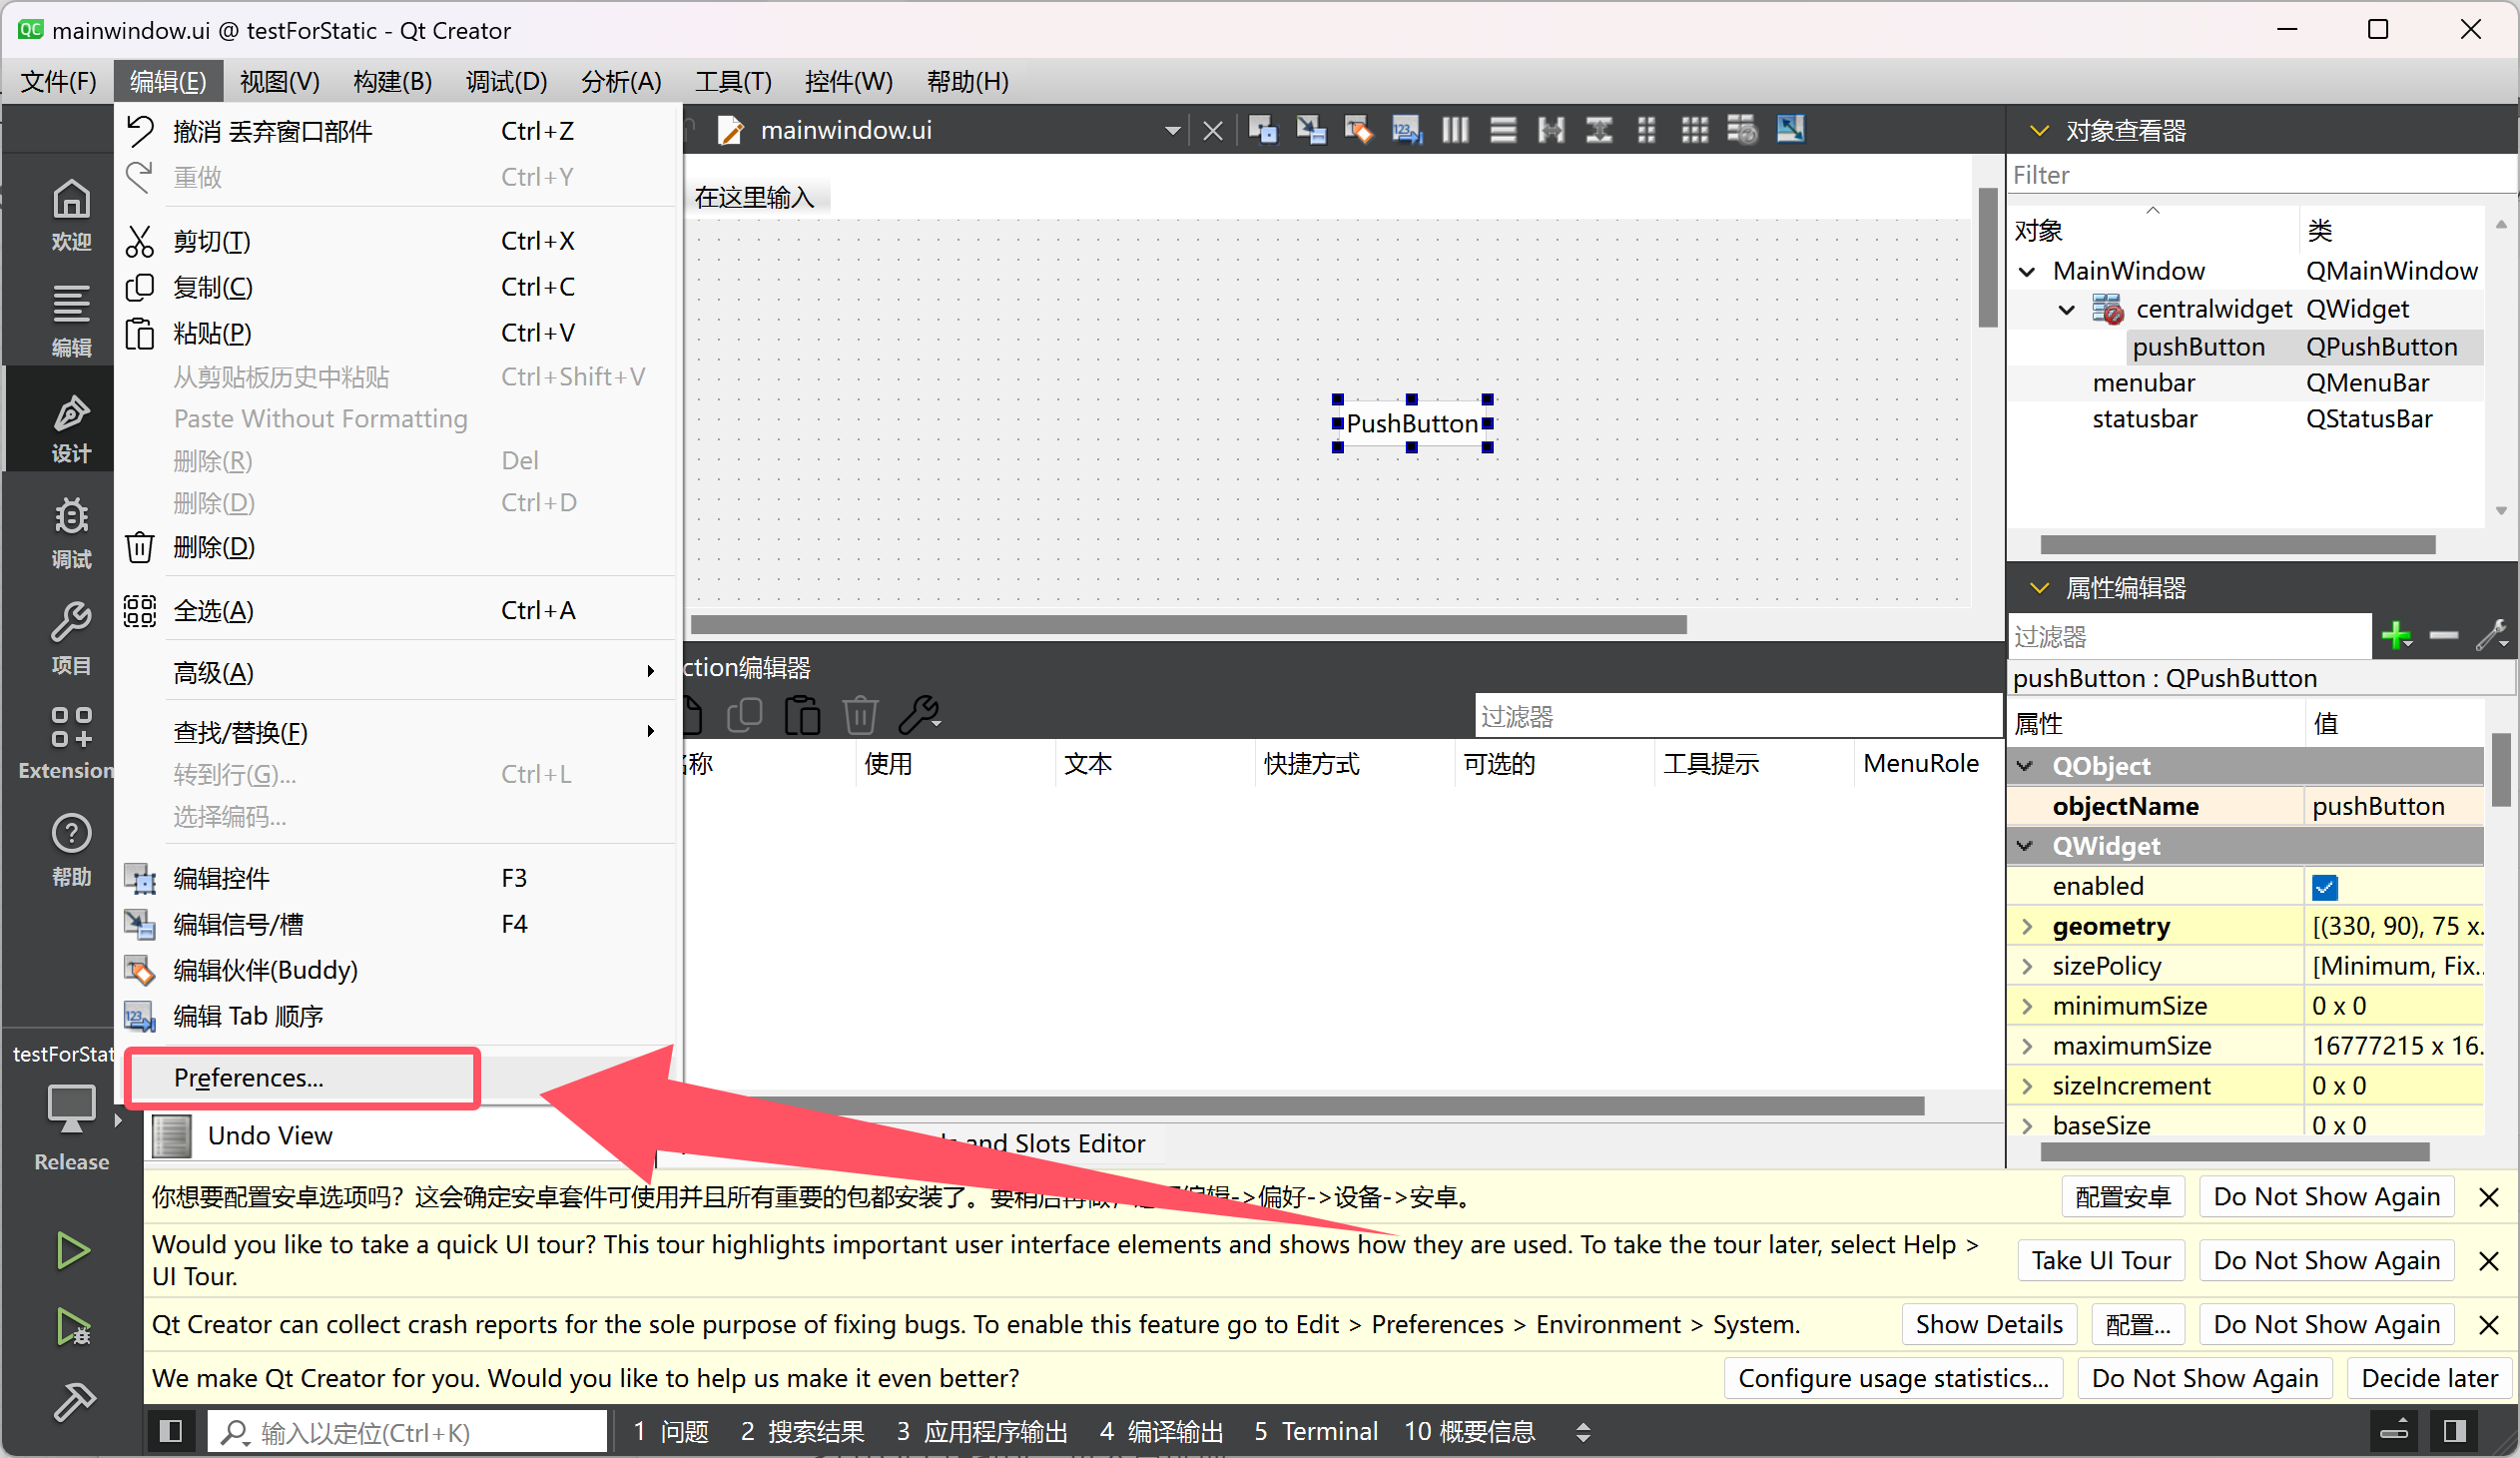 mainwindow.ui @ testForStatic - Qt Creator
文件(F) 编辑(E) 视图(V) 构建(B) 调试(D) 分析(A) 工具(T) 控件(W) 帮助(H)
欢迎
编辑
设计
调试
项目
Extension
帮助
testForStat
Release
撤消 丢弃窗口部件 Ctrl+Z
重做 Ctrl+Y
剪切(T) Ctrl+X
复制(C) Ctrl+C
粘贴(P) Ctrl+V
从剪贴板历史中粘贴 Ctrl+Shift+V
Paste Without Formatting
删除(R) Del
删除(D) Ctrl+D
删除(D)
全选(A) Ctrl+A
高级(A)
查找/替换(F)
转到行(G)... Ctrl+L
选择编码...
编辑控件 F3
编辑信号/槽 F4
编辑伙伴(Buddy)
编辑 Tab 顺序
Preferences...
Undo View
mainwindow.ui
在这里输入
PushButton
ction编辑器
过滤器
称 使用 文本 快捷方式 可选的 工具提示 MenuRole
and Slots Editor
对象查看器
Filter
对象 类
MainWindow QMainWindow
centralwidget QWidget
pushButton QPushButton
menubar QMenuBar
statusbar QStatusBar
属性编辑器
过滤器
pushButton : QPushButton
属性 值
QObject
objectName pushButton
QWidget
enabled
geometry [(330, 90), 75 x...
sizePolicy [Minimum, Fix...
minimumSize 0 x 0
maximumSize 16777215 x 16...
sizeIncrement 0 x 0
baseSize 0 x 0
你想要配置安卓选项吗？这会确定安卓套件可使用并且所有重要的包都安装了。要稍后再做，编辑->偏好->设备->安卓。 配置安卓 Do Not Show Again
Would you like to take a quick UI tour? This tour highlights important user interface elements and shows how they are used. To take the tour later, select Help >
UI Tour. Take UI Tour Do Not Show Again
Qt Creator can collect crash reports for the sole purpose of fixing bugs. To enable this feature go to Edit > Preferences > Environment > System. Show Details 配置... Do Not Show Again
We make Qt Creator for you. Would you like to help us make it even better? Configure usage statistics... Do Not Show Again Decide later
输入以定位(Ctrl+K) 1 问题 2 搜索结果 3 应用程序输出 4 编译输出 5 Terminal 10 概要信息